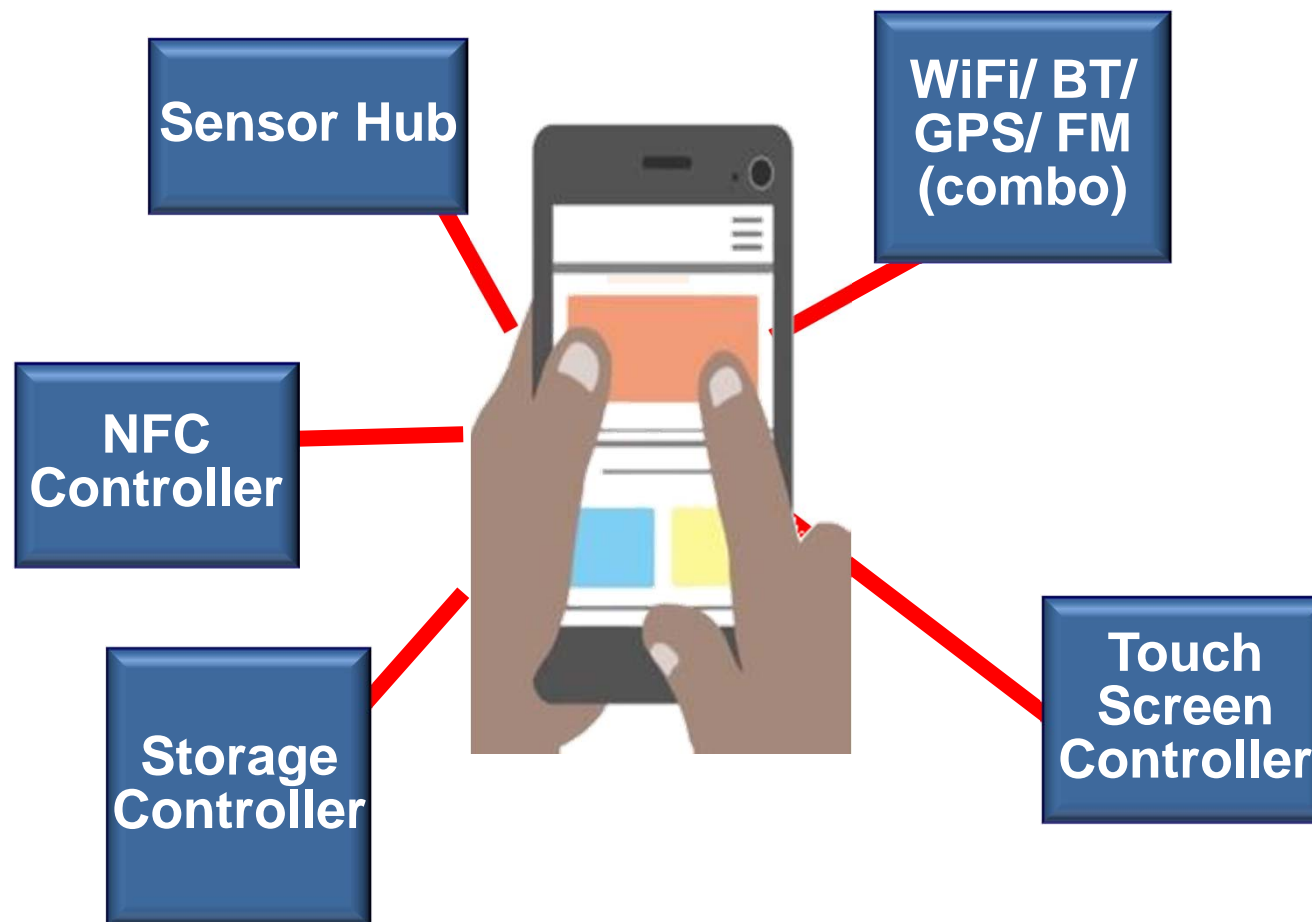 Sensor Hub
WiFi/ BT/
GPS/ FM
(combo)
NFC
Controller
Storage
Controller
Touch
Screen
Controller